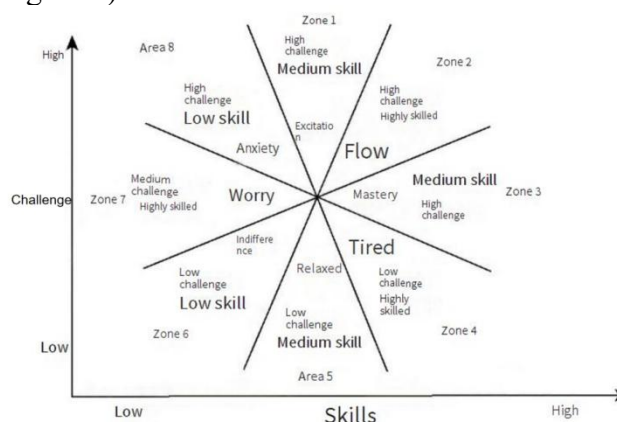 Zone 1
High
Area 8
High
challenge
Medium skill
Zone 2
High
challenge
Low skill
High
challenge
Highly skilled
Excitatio
n
Anxiety
Flow
Challenge
Zone 7
Medium
challenge
Highly skilled
Worry
Mastery
Medium skill
High
challenge
Zone 3
Indiffere
nce
Tired
Relaxed
Low
challenge
Low skill
Low
challenge
Highly
skilled
Low
challenge
Medium skill
Zone 6
Zone 4
Low
Area 5
Low
Skills
High